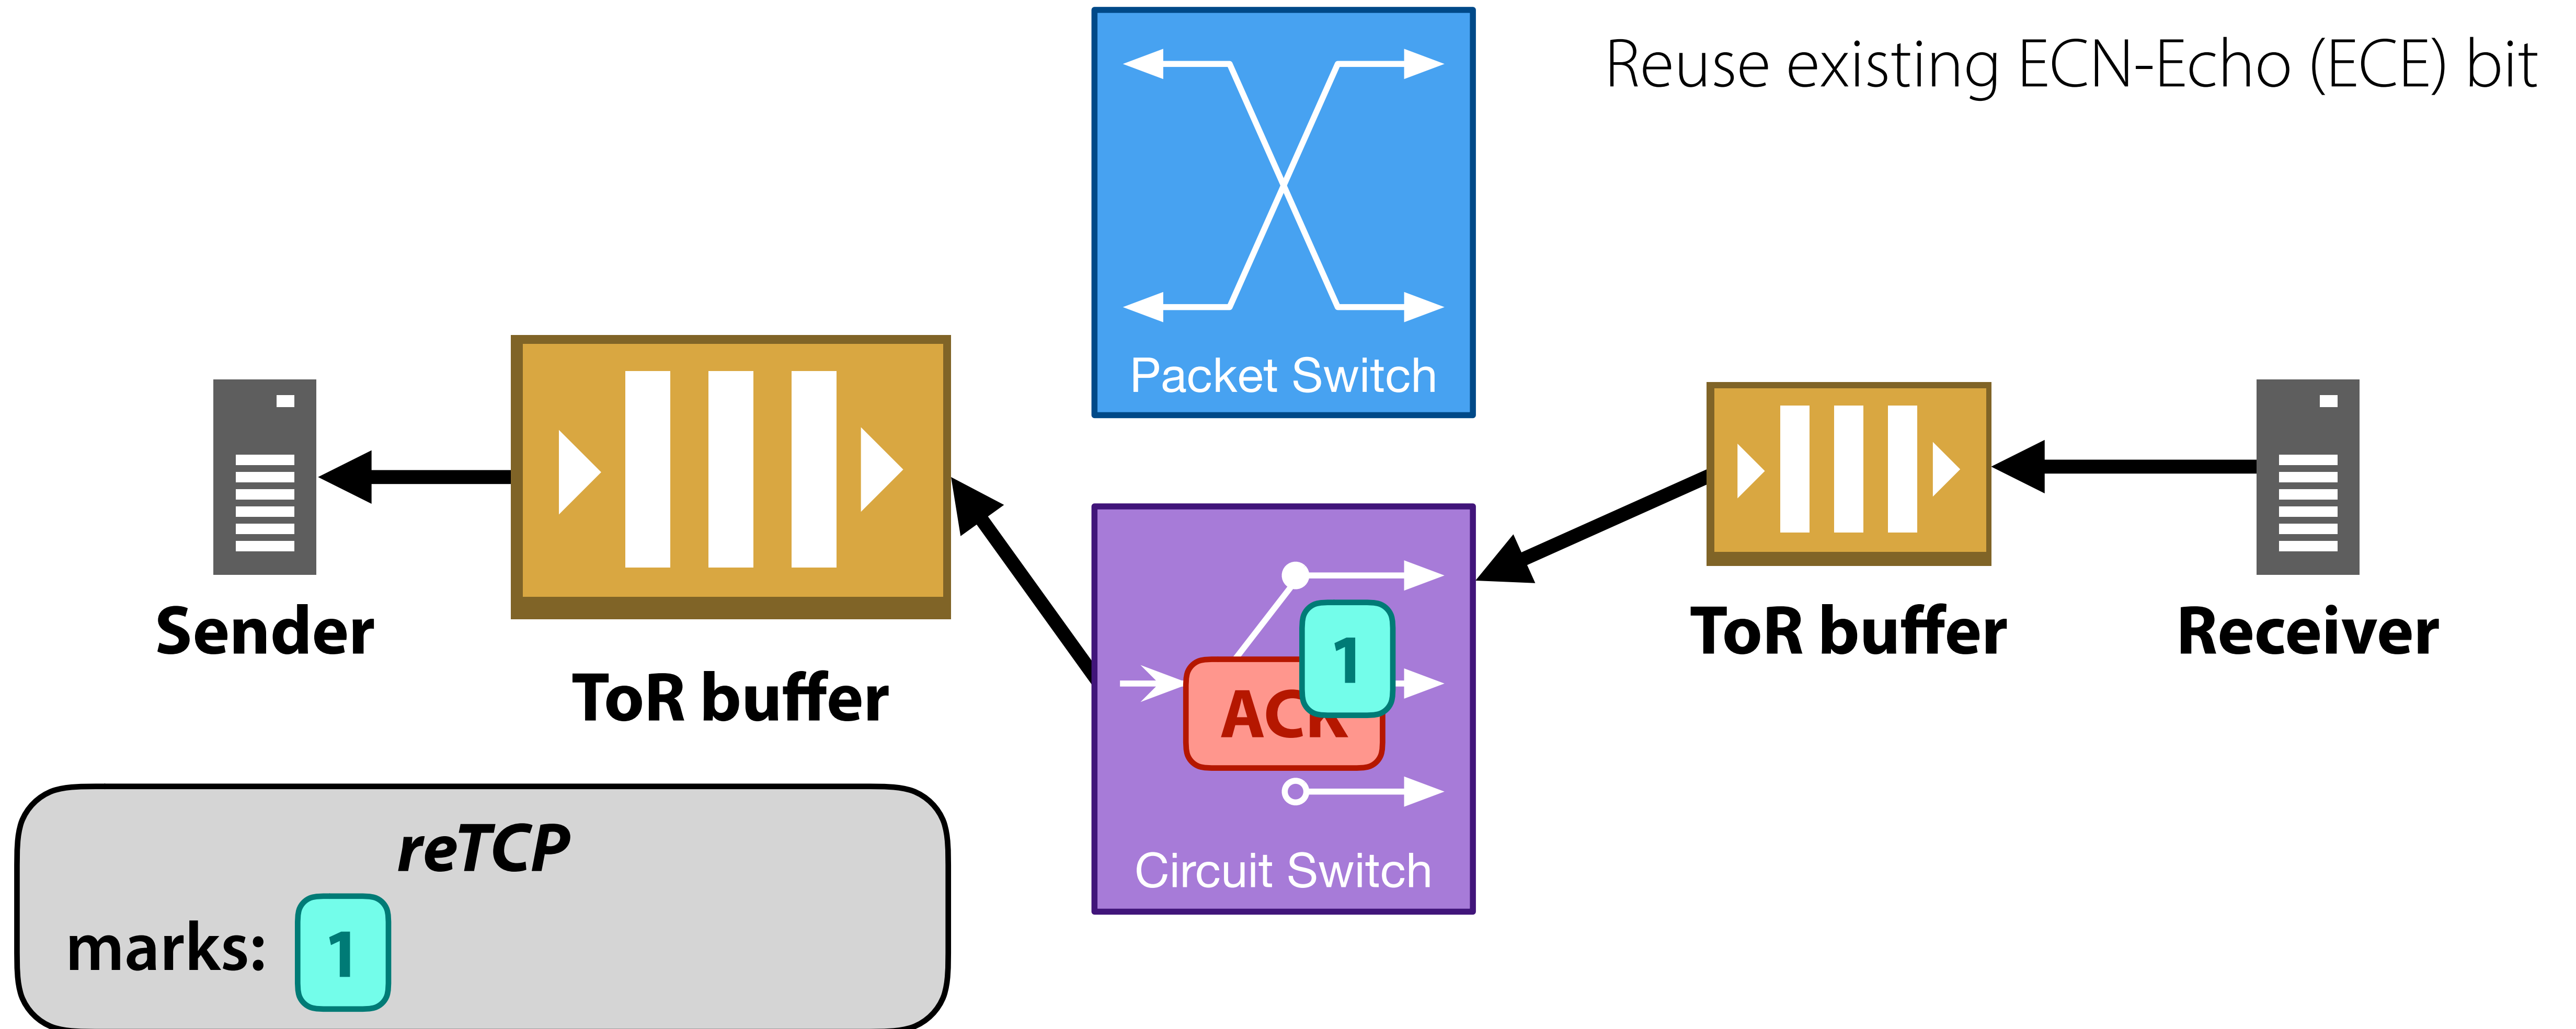 Reuse existing ECN-Echo (ECE) bit
Packet Switch
Sender
ToR buffer
1
ACK
Circuit Switch
ToR buffer
Receiver
reTCP
marks: 1